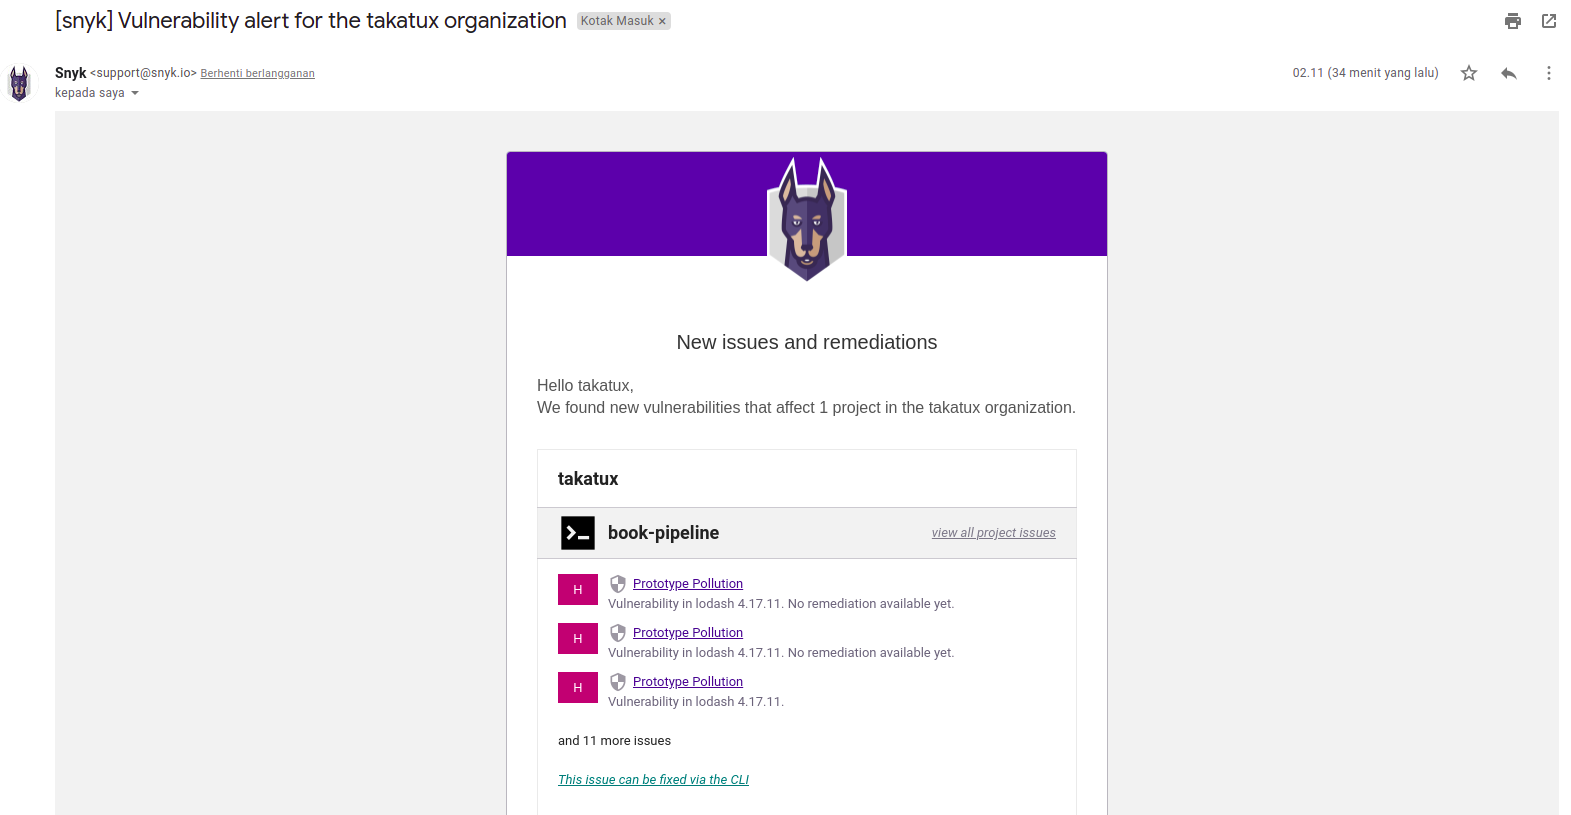 [snyk] Vulnerability alert for the takatux organization Kotak Masuk ×
Snyk <support@snyk.io> Berhenti berlangganan 02.11 (34 menit yang lalu)
kepada saya
New issues and remediations
Hello takatux,
We found new vulnerabilities that affect 1 project in the takatux organization.
takatux
book-pipeline view all project issues
H Prototype Pollution
Vulnerability in lodash 4.17.11. No remediation available yet.
H Prototype Pollution
Vulnerability in lodash 4.17.11. No remediation available yet.
H Prototype Pollution
Vulnerability in lodash 4.17.11.
and 11 more issues
This issue can be fixed via the CLI